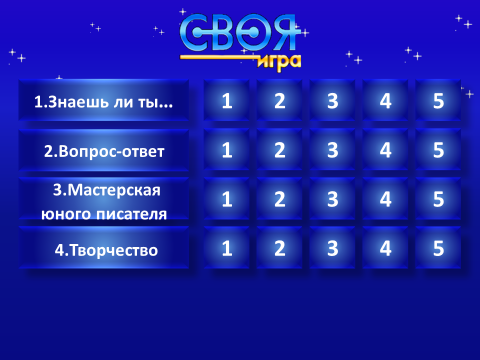 СВОЯ
игра
1.Знаешь ли ты... 1 2 3 4 5
2.Вопрос-ответ 1 2 3 4 5
3.Мастерская
юного писателя 1 2 3 4 5
4.Творчество 1 2 3 4 5